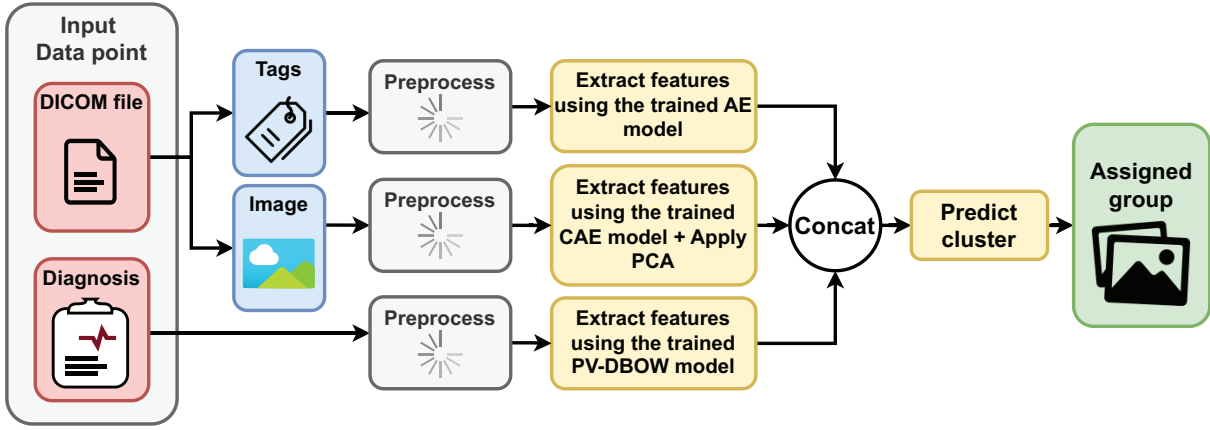 Input
Data point
DICOM file
Diagnosis
Tags
Image
Preprocess
Preprocess
Preprocess
Extract features
using the trained AE
model
Extract features
using the trained
CAE model + Apply
PCA
Extract features
using the trained
PV-DBOW model
Concat
Predict
cluster
Assigned
group